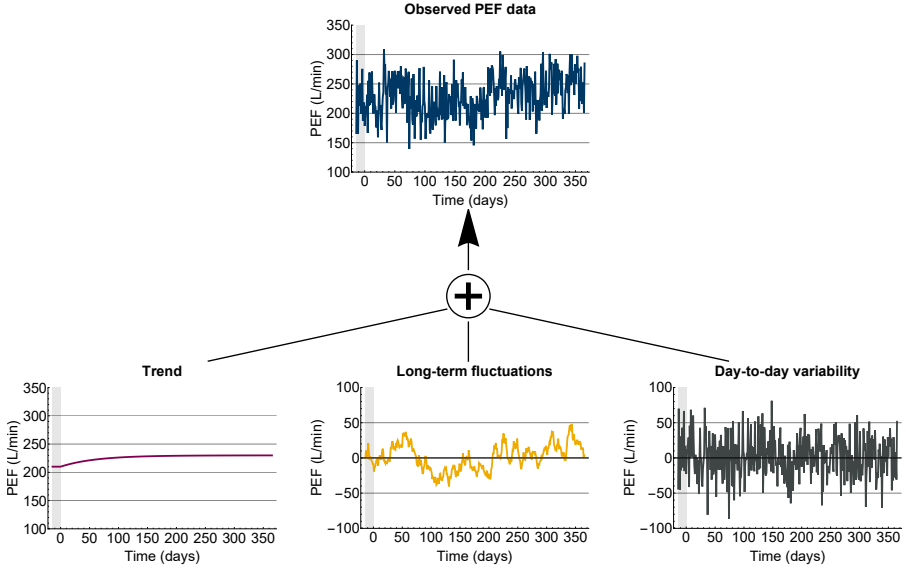 Observed PEF data
PEF (L/min)
350
300
250
200
150
100
0 50 100 150 200 250 300 350
Time (days)
+
Trend
PEF (L/min)
350
300
250
200
150
100
0 50 100 150 200 250 300 350
Time (days)
Long-term fluctuations
PEF (L/min)
100
50
0
−50
−100
0 50 100 150 200 250 300 350
Time (days)
Day-to-day variability
PEF (L/min)
100
50
0
−50
−100
0 50 100 150 200 250 300 350
Time (days)